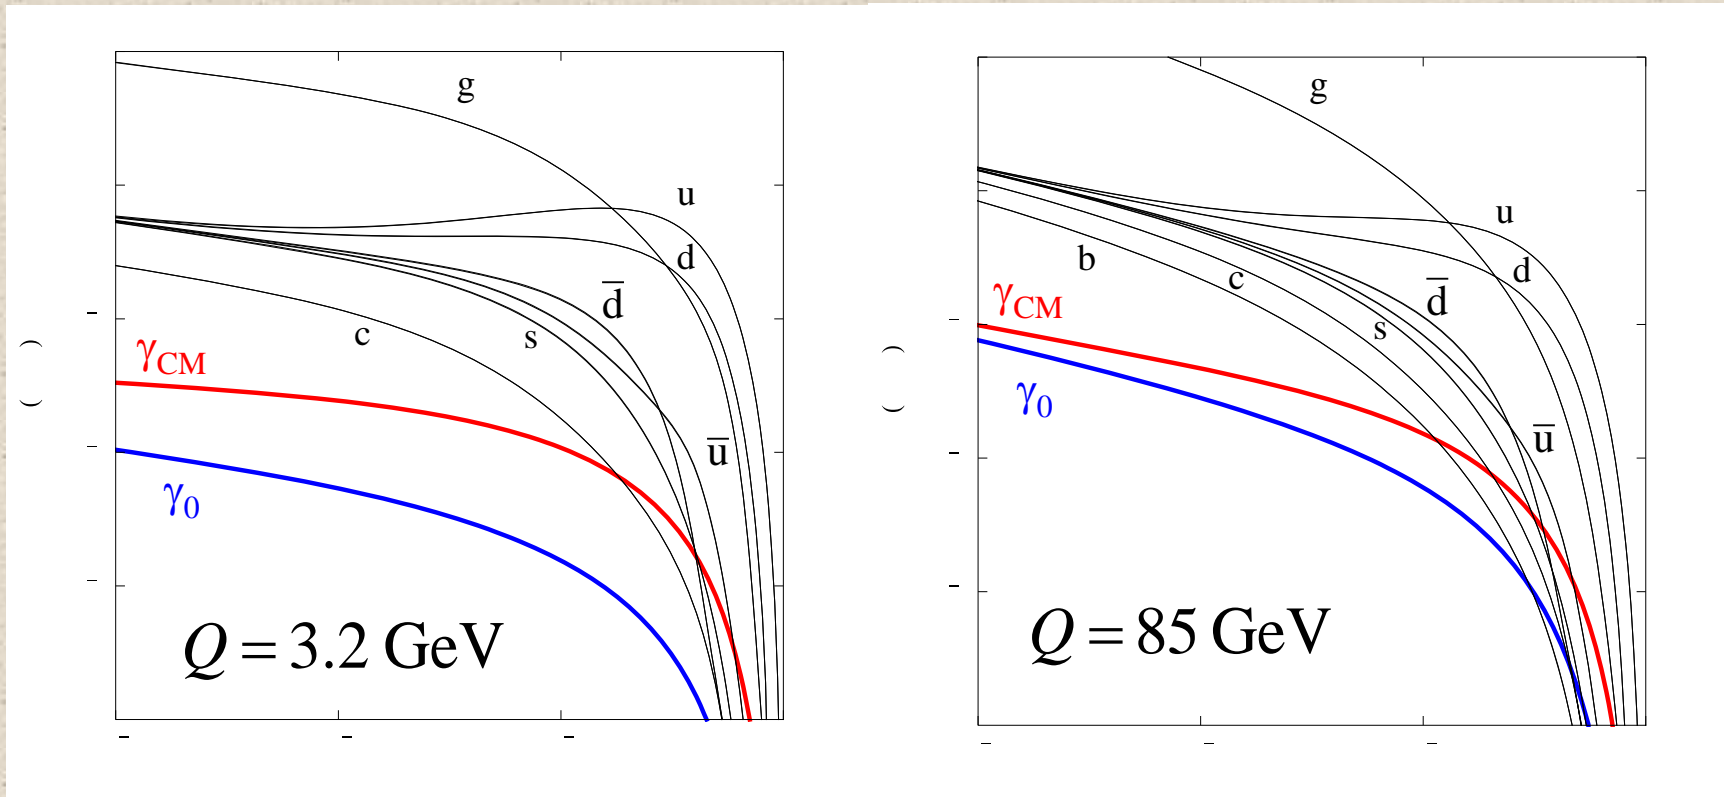 g
u
d
d̅
s
c
γCM
u̅
γ0
Q = 3.2 GeV
( )
g
u
d
b
c
d̅
s
γCM
γ0
u̅
Q = 85 GeV
( )